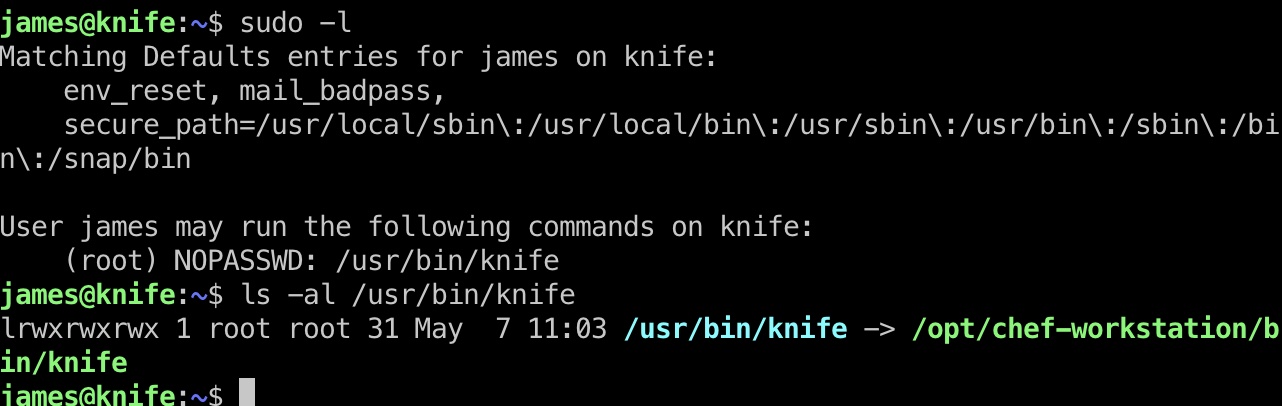 james@knife:~$ sudo -l
Matching Defaults entries for james on knife:
    env_reset, mail_badpass,
    secure_path=/usr/local/sbin\:/usr/local/bin\:/usr/sbin\:/usr/bin\:/sbin\:/bi
n\:/snap/bin

User james may run the following commands on knife:
    (root) NOPASSWD: /usr/bin/knife
james@knife:~$ ls -al /usr/bin/knife
lrwxrwxrwx 1 root root 31 May  7 11:03 /usr/bin/knife -> /opt/chef-workstation/b
in/knife
james@knife:~$